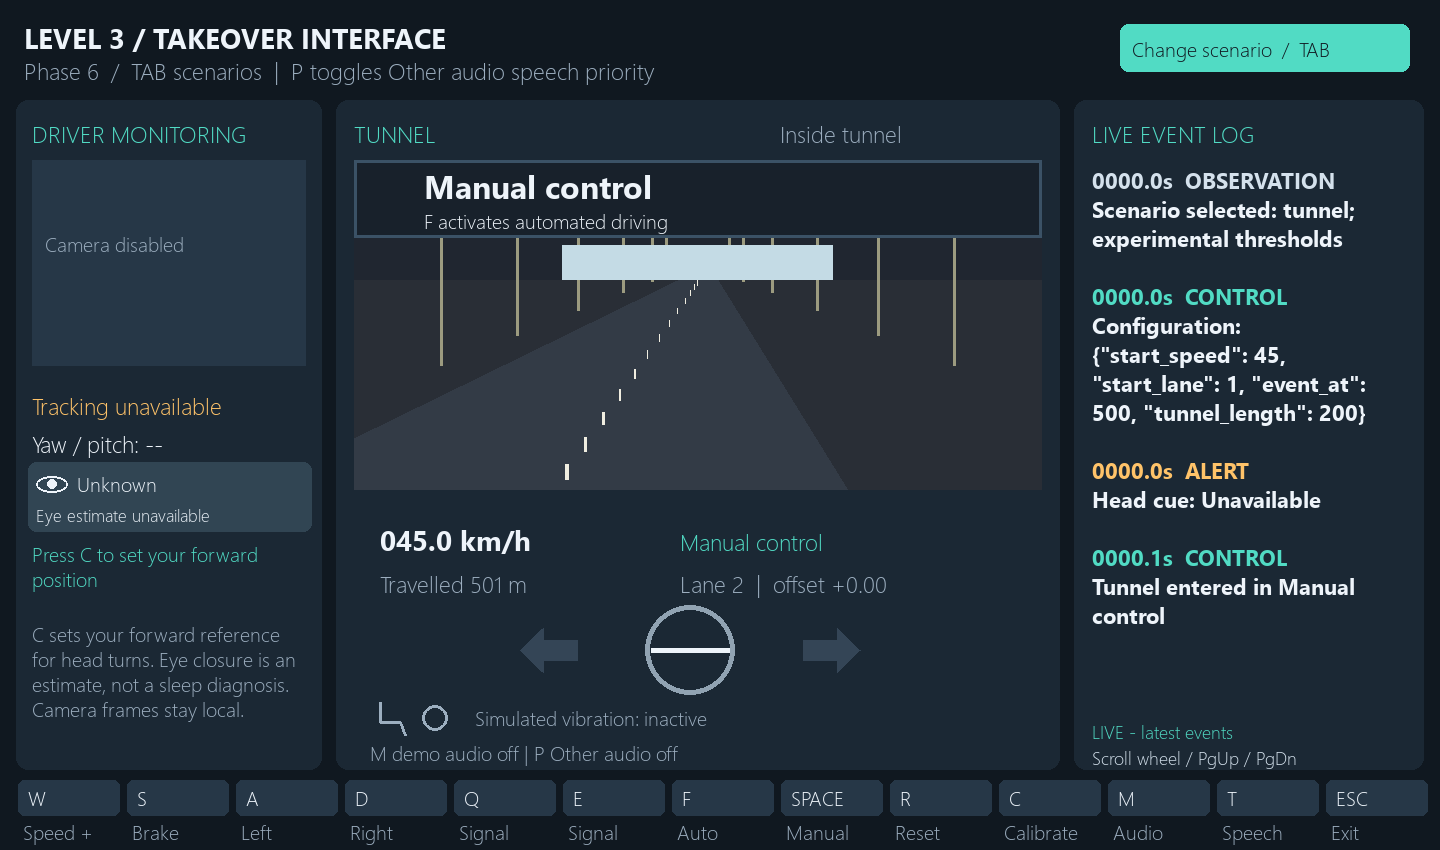 LEVEL 3 / TAKEOVER INTERFACE
Phase 6 / TAB scenarios | P toggles Other audio speech priority
Change scenario / TAB
DRIVER MONITORING
Camera disabled
Tracking unavailable
Yaw / pitch: --
Unknown
Eye estimate unavailable
Press C to set your forward
position
C sets your forward reference
for head turns. Eye closure is an
estimate, not a sleep diagnosis.
Camera frames stay local.
TUNNEL
Inside tunnel
Manual control
F activates automated driving
045.0 km/h
Manual control
Travelled 501 m
Lane 2 | offset +0.00
Simulated vibration: inactive
M demo audio off | P Other audio off
LIVE EVENT LOG
0000.0s OBSERVATION
Scenario selected: tunnel;
experimental thresholds
0000.0s CONTROL
Configuration:
{"start_speed": 45,
"start_lane": 1, "event_at":
500, "tunnel_length": 200}
0000.0s ALERT
Head cue: Unavailable
0000.1s CONTROL
Tunnel entered in Manual
control
LIVE - latest events
Scroll wheel / PgUp / PgDn
W
Speed +
S
Brake
A
Left
D
Right
Q
Signal
E
Signal
F
Auto
SPACE
Manual
R
Reset
C
Calibrate
M
Audio
T
Speech
ESC
Exit